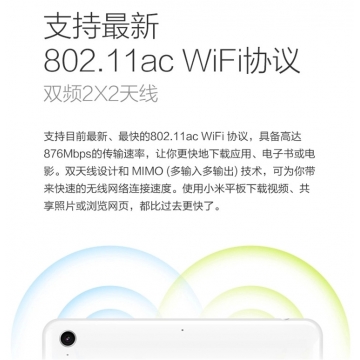 支持最新
802.11ac WiFi协议
双频2X2天线
支持目前最新、最快的802.11ac WiFi 协议，具备高达
876Mbps的传输速率，让你更快地下载应用、电子书或电
影。双天线设计和 MIMO (多输入多输出) 技术，可为你带
来快速的无线网络连接速度。使用小米平板下载视频、共
享照片或浏览网页，都比过去更快了。